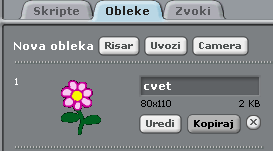 Skripte Obleke Zvoki
Nova obleka Risar Uvozi Camera
1
cvet
80x110 2 KB
Uredi Kopiraj